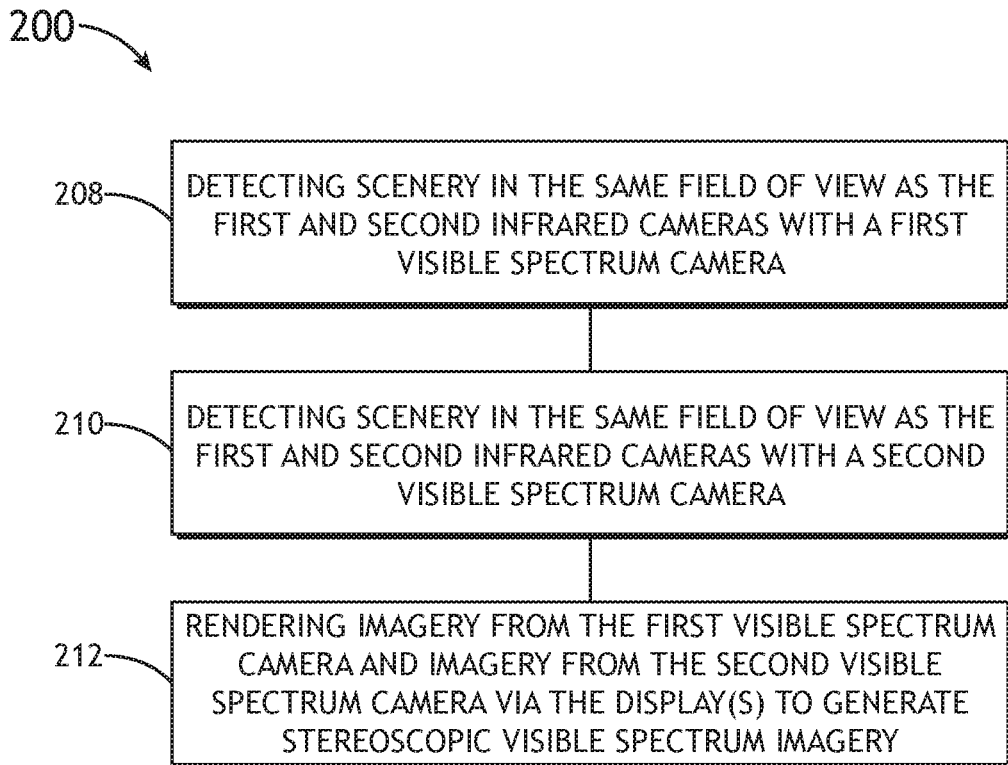 200
208
DETECTING SCENERY IN THE SAME FIELD OF VIEW AS THE
FIRST AND SECOND INFRARED CAMERAS WITH A FIRST
VISIBLE SPECTRUM CAMERA
210
DETECTING SCENERY IN THE SAME FIELD OF VIEW AS THE
FIRST AND SECOND INFRARED CAMERAS WITH A SECOND
VISIBLE SPECTRUM CAMERA
212
RENDERING IMAGERY FROM THE FIRST VISIBLE SPECTRUM
CAMERA AND IMAGERY FROM THE SECOND VISIBLE
SPECTRUM CAMERA VIA THE DISPLAY(S) TO GENERATE
STEREOSCOPIC VISIBLE SPECTRUM IMAGERY